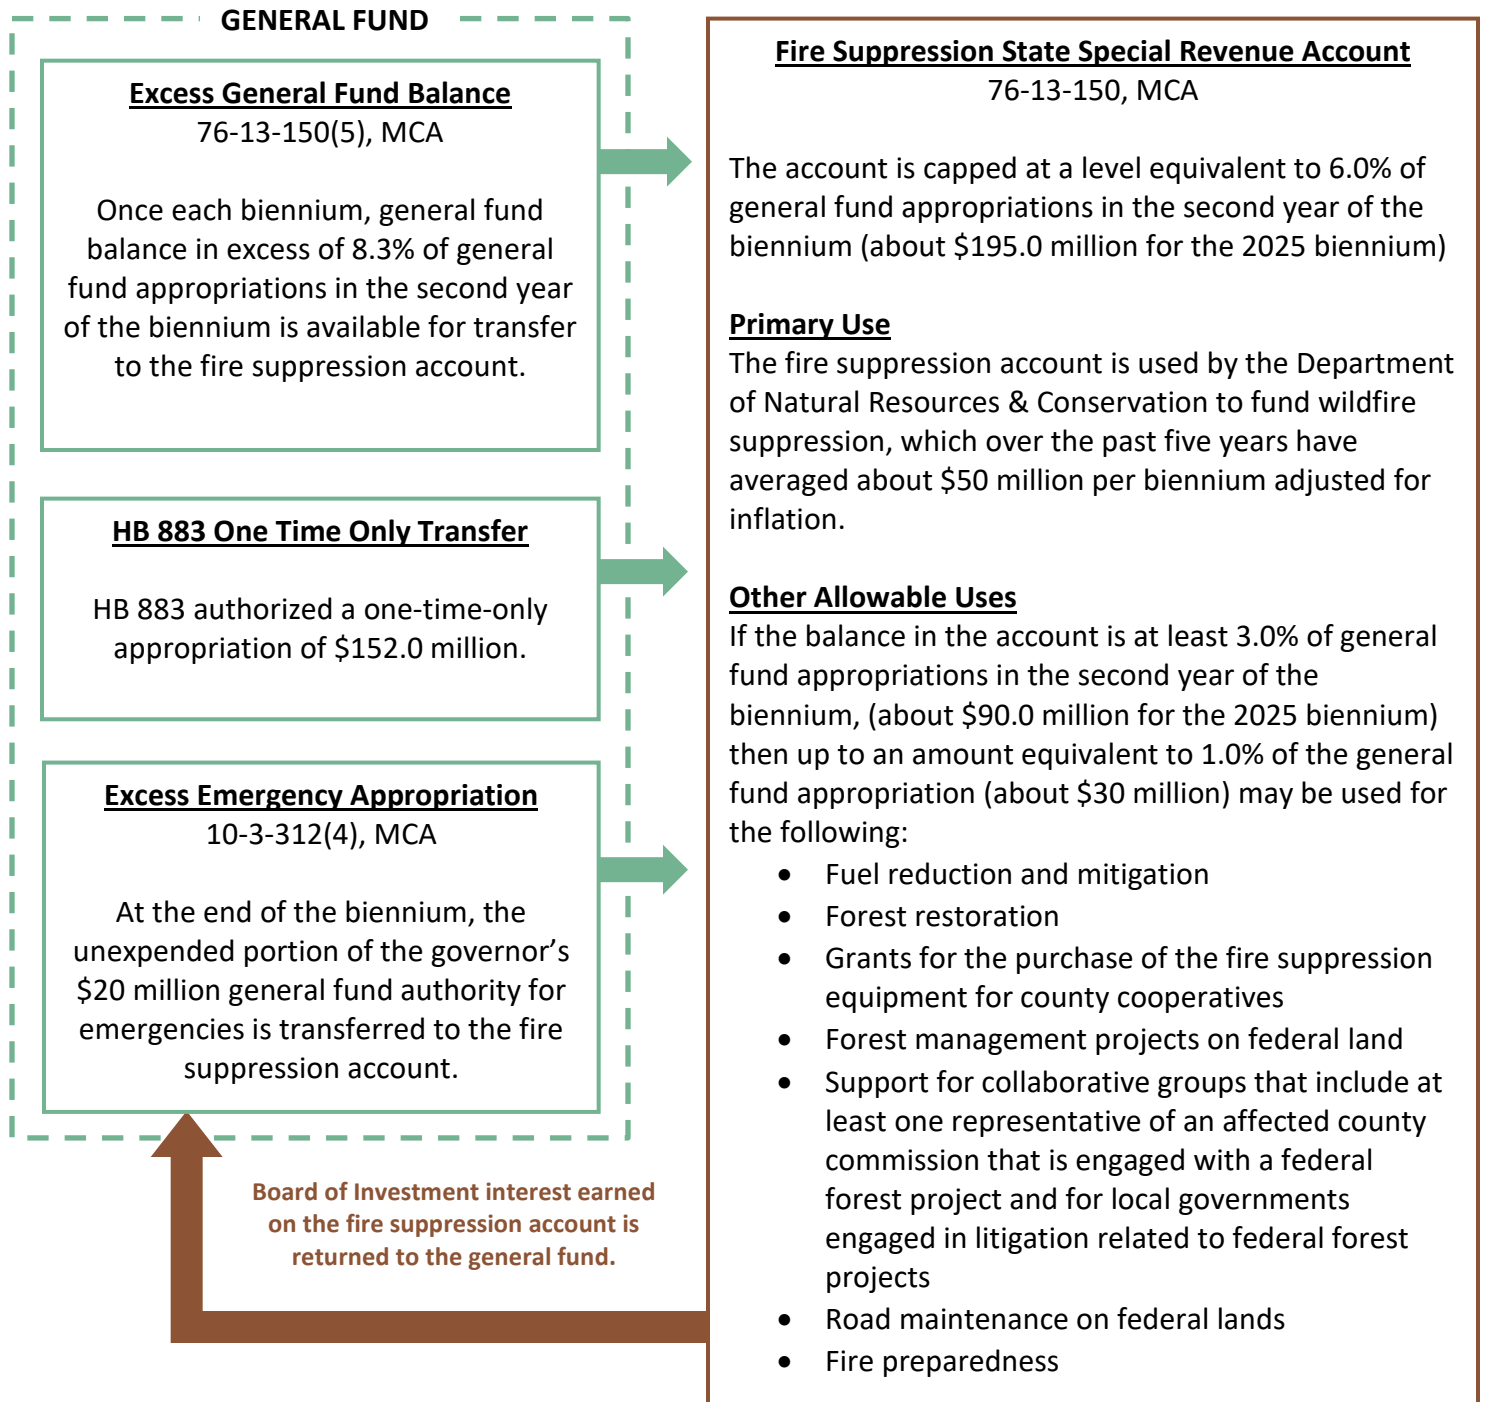 GENERAL FUND
Excess General Fund Balance
76-13-150(5), MCA
Once each biennium, general fund
balance in excess of 8.3% of general
fund appropriations in the second year
of the biennium is available for transfer
to the fire suppression account.
HB 883 One Time Only Transfer
HB 883 authorized a one-time-only
appropriation of $152.0 million.
Excess Emergency Appropriation
10-3-312(4), MCA
At the end of the biennium, the
unexpended portion of the governor’s
$20 million general fund authority for
emergencies is transferred to the fire
suppression account.
Board of Investment interest earned
on the fire suppression account is
returned to the general fund.
Fire Suppression State Special Revenue Account
76-13-150, MCA
The account is capped at a level equivalent to 6.0% of
general fund appropriations in the second year of the
biennium (about $195.0 million for the 2025 biennium)
Primary Use
The fire suppression account is used by the Department
of Natural Resources & Conservation to fund wildfire
suppression, which over the past five years have
averaged about $50 million per biennium adjusted for
inflation.
Other Allowable Uses
If the balance in the account is at least 3.0% of general
fund appropriations in the second year of the
biennium, (about $90.0 million for the 2025 biennium)
then up to an amount equivalent to 1.0% of the general
fund appropriation (about $30 million) may be used for
the following:
• Fuel reduction and mitigation
• Forest restoration
• Grants for the purchase of the fire suppression
equipment for county cooperatives
• Forest management projects on federal land
• Support for collaborative groups that include at
least one representative of an affected county
commission that is engaged with a federal
forest project and for local governments
engaged in litigation related to federal forest
projects
• Road maintenance on federal lands
• Fire preparedness